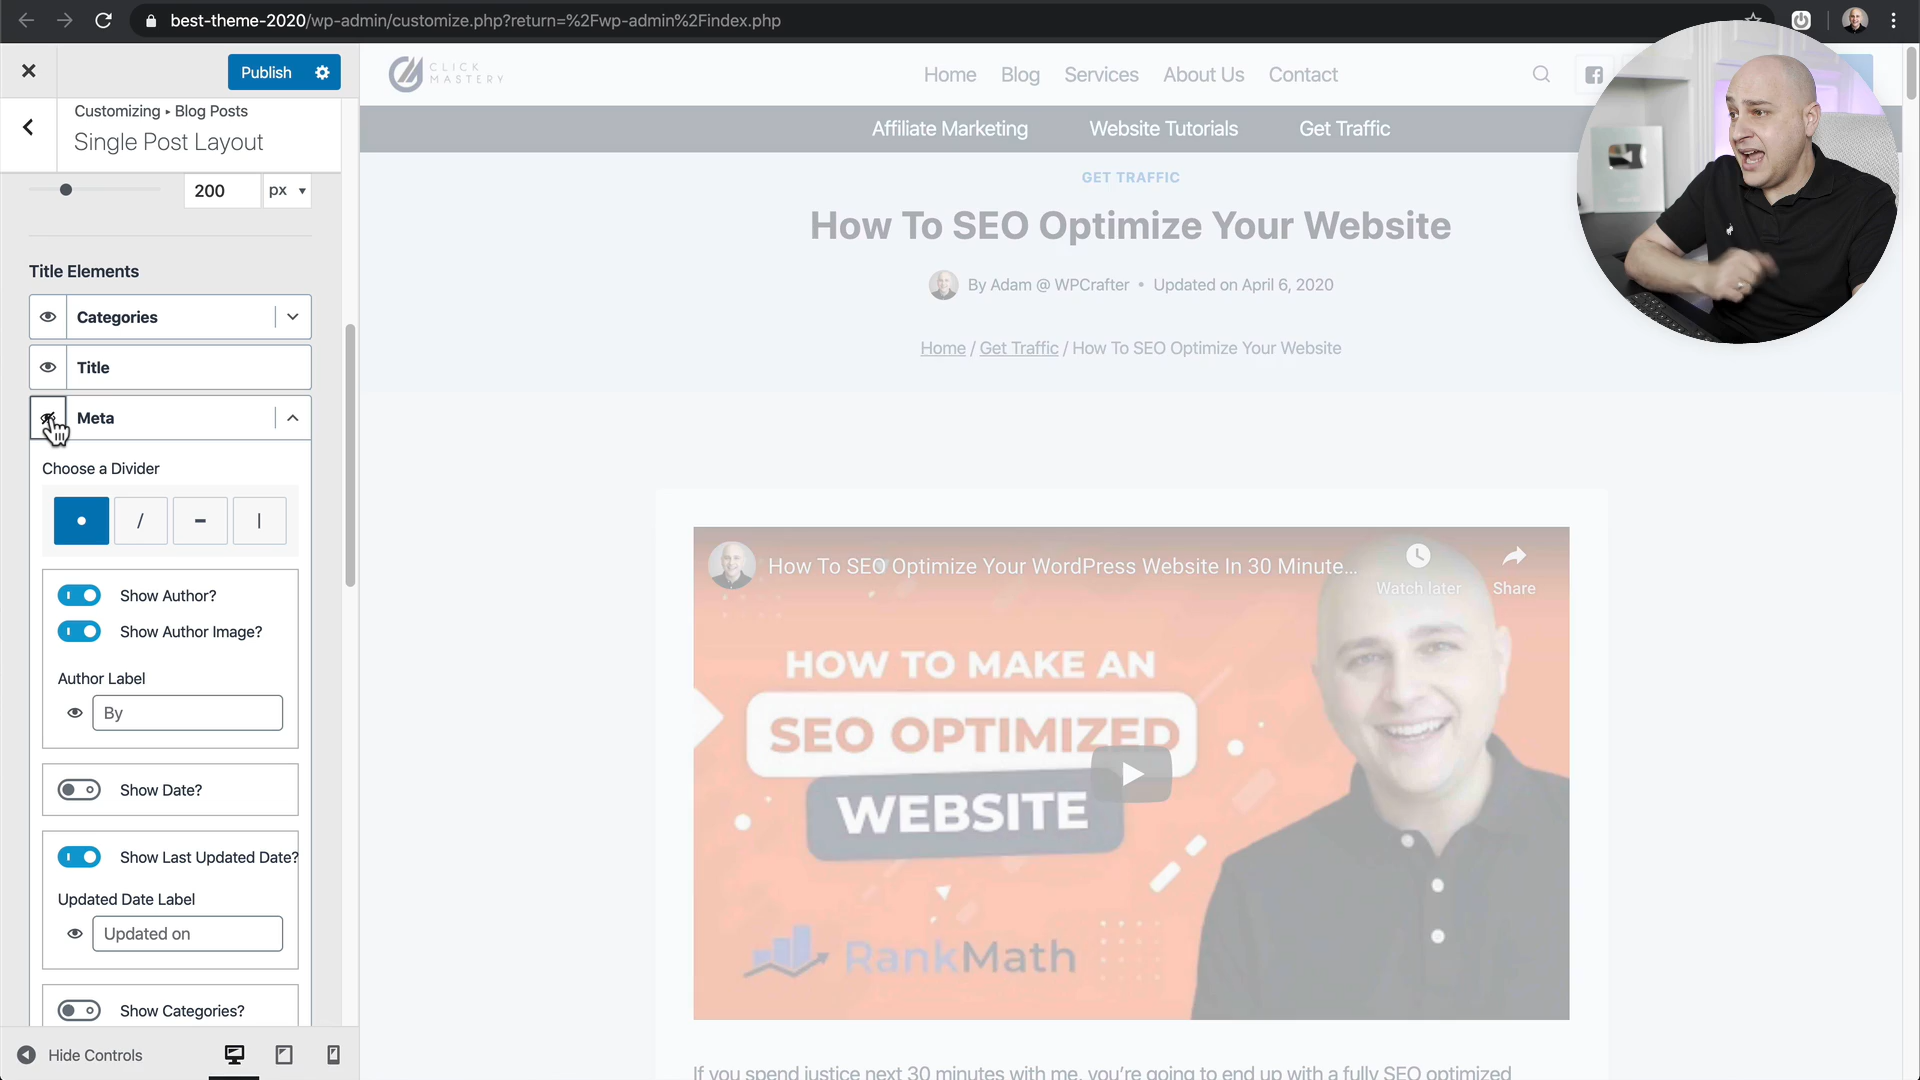 best-theme-2020/wp-admin/customize.php?return=%2Fwp-admin%2Findex.php
Publish
Customizing ▸ Blog Posts
Single Post Layout
200 px
Title Elements
Categories
Title
Meta
Choose a Divider
/
-
|
Show Author?
Show Author Image?
Author Label
By
Show Date?
Show Last Updated Date?
Updated Date Label
Updated on
Show Categories?
Hide Controls
CLICK
MASTERY
Home Blog Services About Us Contact
Affiliate Marketing Website Tutorials Get Traffic
GET TRAFFIC
How To SEO Optimize Your Website
By Adam @ WPCrafter • Updated on April 6, 2020
Home / Get Traffic / How To SEO Optimize Your Website
How To SEO Optimize Your WordPress Website In 30 Minute...
Watch later
Share
HOW TO MAKE AN
SEO OPTIMIZED
WEBSITE
RankMath
If you spend justice next 30 minutes with me, you're going to end up with a fully SEO optimized